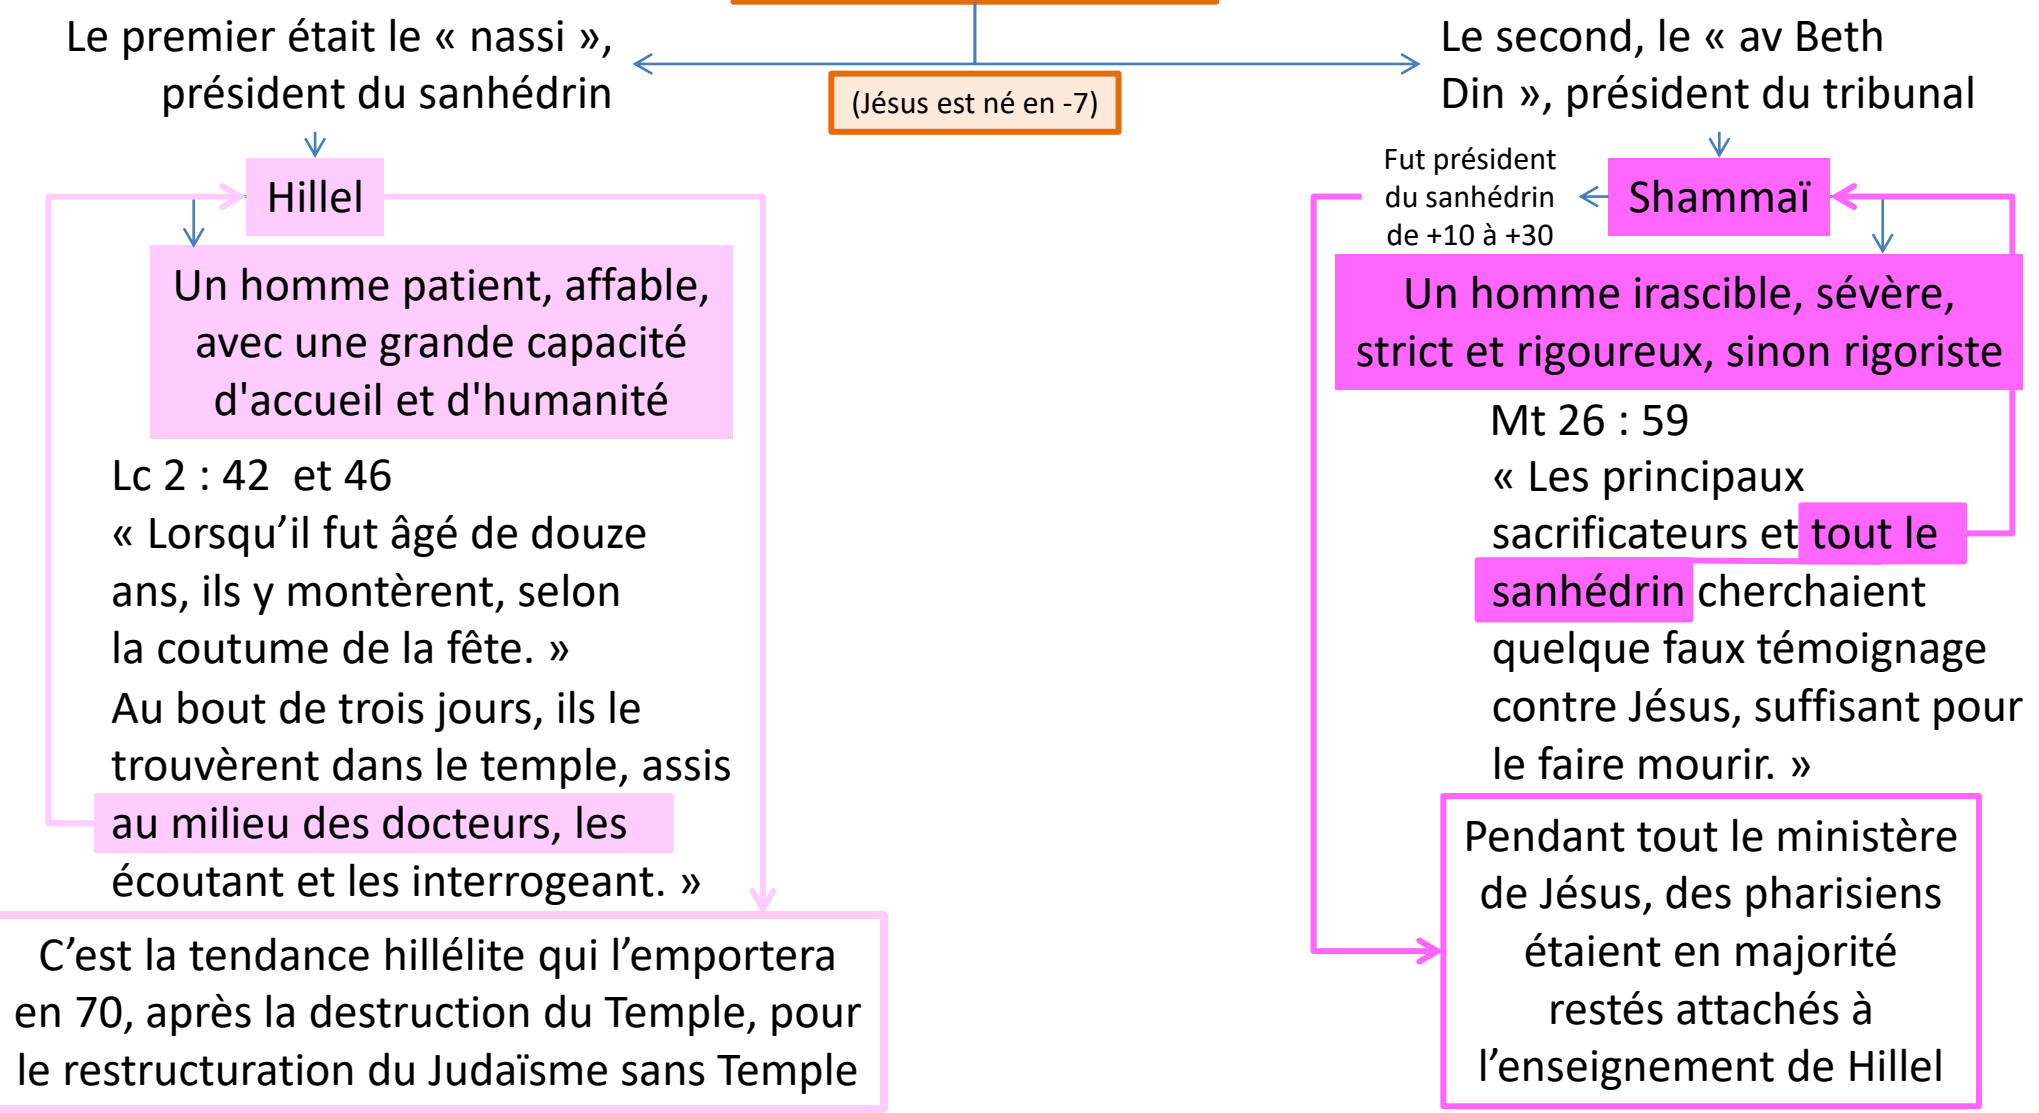 Le premier était le « nassi »,
président du sanhédrin
(Jésus est né en -7)
Le second, le « av Beth
Din », président du tribunal
Hillel
Un homme patient, affable,
avec une grande capacité
d'accueil et d'humanité
Lc 2 : 42 et 46
« Lorsqu’il fut âgé de douze
ans, ils y montèrent, selon
la coutume de la fête. »
Au bout de trois jours, ils le
trouvèrent dans le temple, assis
au milieu des docteurs, les
écoutant et les interrogeant. »
C’est la tendance hillélite qui l’emportera
en 70, après la destruction du Temple, pour
le restructuration du Judaïsme sans Temple
Fut président
du sanhédrin
de +10 à +30
Shammaï
Un homme irascible, sévère,
strict et rigoureux, sinon rigoriste
Mt 26 : 59
« Les principaux
sacrificateurs et tout le
sanhédrin cherchaient
quelque faux témoignage
contre Jésus, suffisant pour
le faire mourir. »
Pendant tout le ministère
de Jésus, des pharisiens
étaient en majorité
restés attachés à
l’enseignement de Hillel